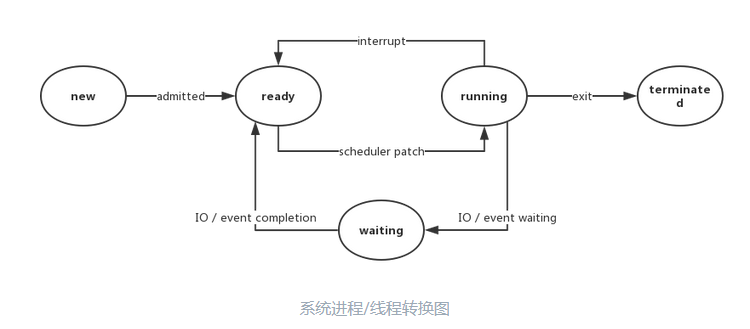 interrupt
new
admitted
ready
running
exit
terminate
d
scheduler patch
IO / event completion
IO / event waiting
waiting
系统进程/线程转换图